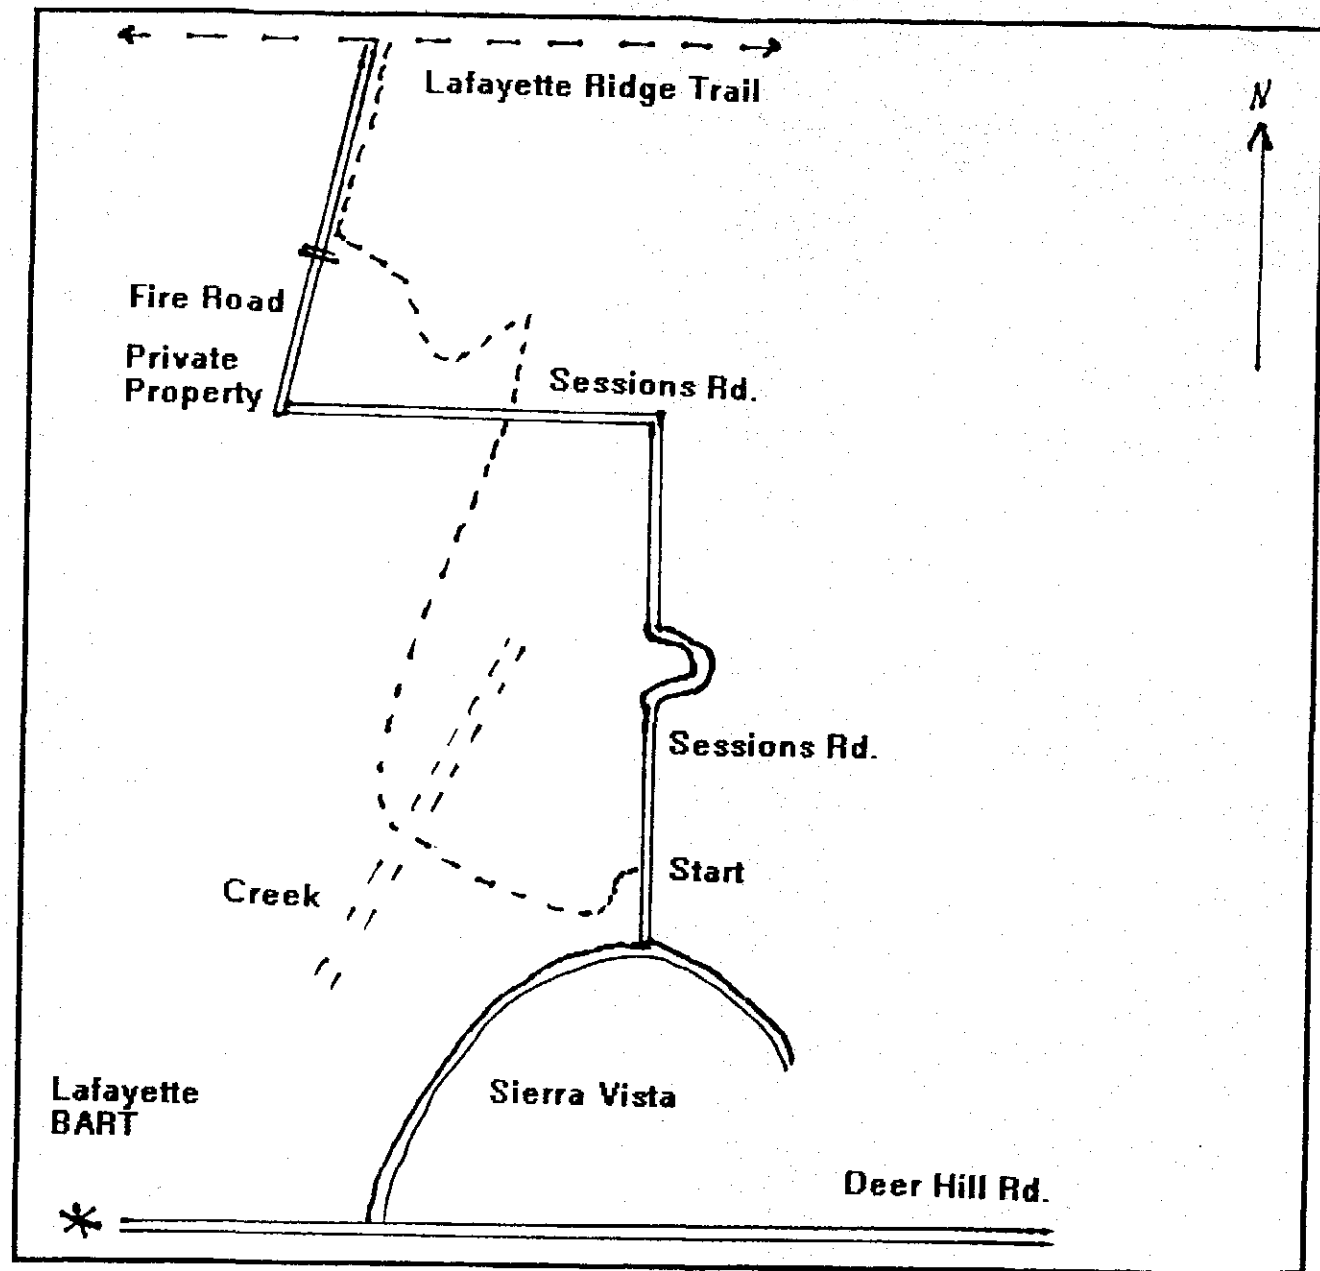 Lafayette Ridge Trail
N
Fire Road
Private
Property
Sessions Rd.
Sessions Rd.
Start
Creek
Lafayette
BART
Sierra Vista
Deer Hill Rd.